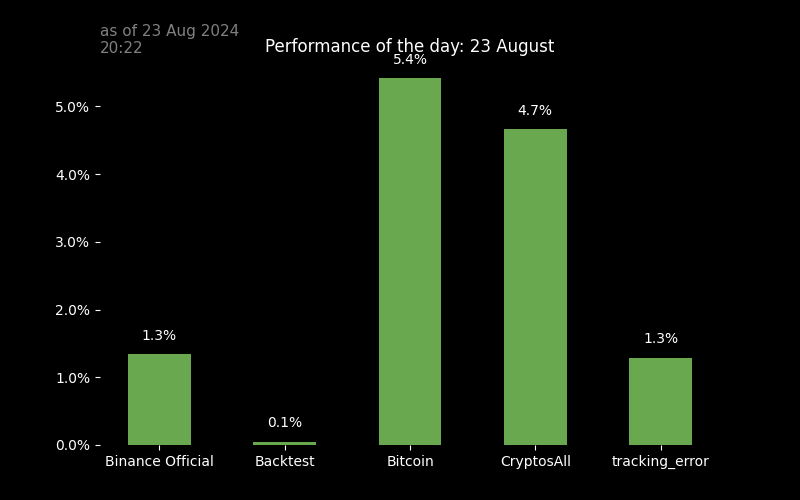 as of 23 Aug 2024
20:22
Performance of the day: 23 August
5.4%
5.0%
4.7%
4.0%
3.0%
2.0%
1.3%
1.3%
1.0%
0.1%
0.0%
Binance Official
Backtest
Bitcoin
CryptosAll
tracking_error